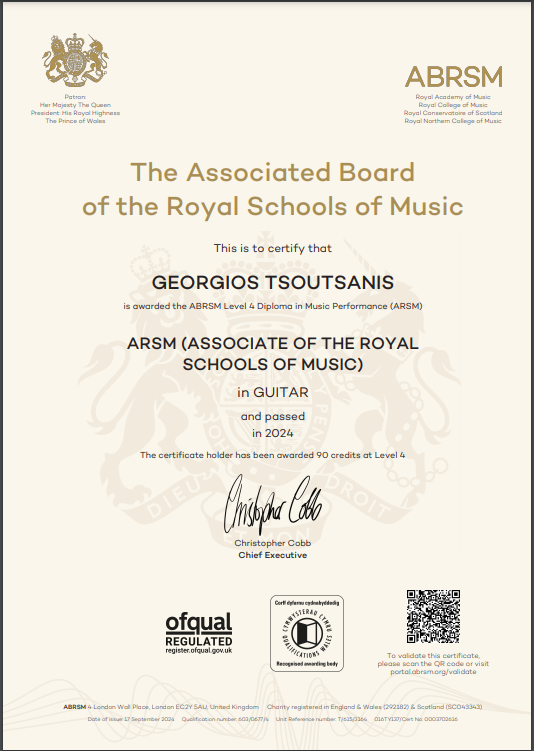 ABRSM
Patron:
Her Majesty The Queen
President: His Royal Highness
The Prince of Wales
Royal Academy of Music
Royal College of Music
Royal Conservatoire of Scotland
Royal Northern College of Music
The Associated Board
of the Royal Schools of Music
This is to certify that
GEORGIOS TSOUTSANIS
is awarded the ABRSM Level 4 Diploma in Music Performance (ARSM)
ARSM (ASSOCIATE OF THE ROYAL
SCHOOLS OF MUSIC)
in GUITAR
and passed
in 2024
The certificate holder has been awarded 90 credits at Level 4
DIEU ET MON DROIT
Christopher Cobb
Christopher Cobb
Chief Executive
ofqual
REGULATED
register.ofqual.gov.uk
Corff dyfarnu cydnabyddedig
CYMWYSTERAU CYMRU
QUALIFICATIONS WALES
Recognised awarding body
To validate this certificate,
please scan the QR code or visit
portal.abrsm.org/validate
ABRSM 4 London Wall Place, London EC2Y 5AU, United Kingdom Charity registered in England & Wales (292182) & Scotland (SC043343)
Date of issue 17 September 2024 Qualification number 603/0677/4 Unit Reference number T/615/3366 016TY137/Cert No. 0003702616